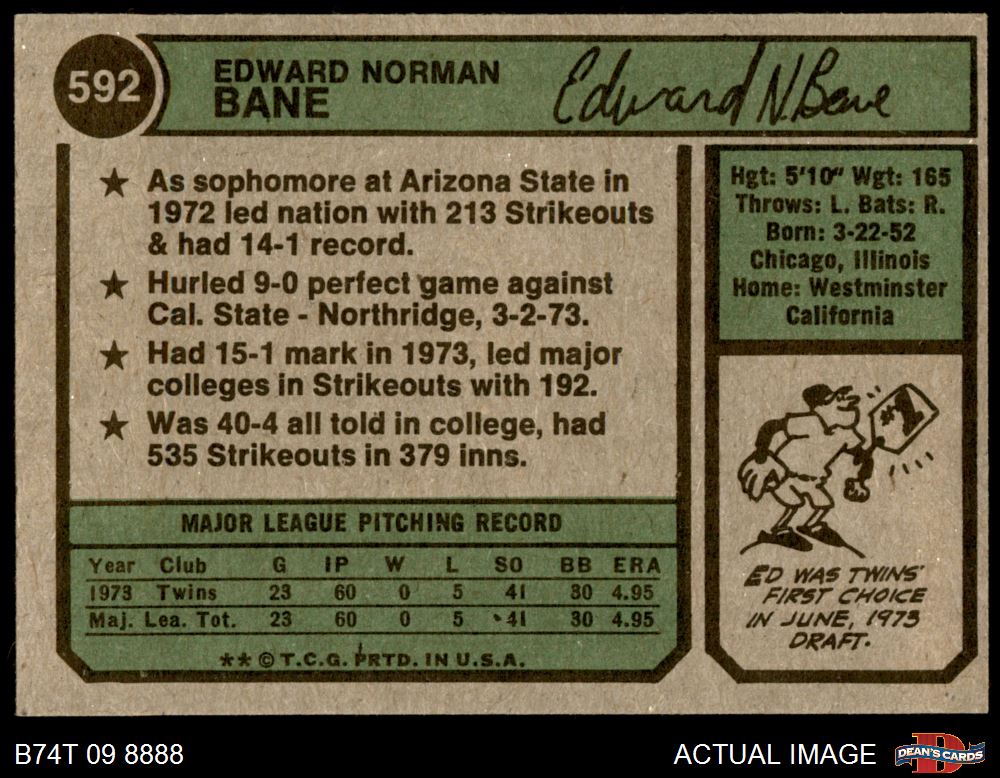 592
EDWARD NORMAN
BANE
Edward N. Bane
★ As sophomore at Arizona State in
1972 led nation with 213 Strikeouts
& had 14-1 record.
★ Hurled 9-0 perfect game against
Cal. State - Northridge, 3-2-73.
★ Had 15-1 mark in 1973, led major
colleges in Strikeouts with 192.
★ Was 40-4 all told in college, had
535 Strikeouts in 379 inns.
MAJOR LEAGUE PITCHING RECORD
Year Club G IP W L SO BB ERA
1973 Twins 23 60 0 5 41 30 4.95
Maj. Lea. Tot. 23 60 0 5 41 30 4.95
** © T.C.G. PRTD. IN U.S.A.
Hgt: 5'10" Wgt: 165
Throws: L. Bats: R.
Born: 3-22-52
Chicago, Illinois
Home: Westminster
California
#1
ED WAS TWINS'
FIRST CHOICE
IN JUNE, 1973
DRAFT.
B74T 09 8888
ACTUAL IMAGE
D
DEAN'S CARDS